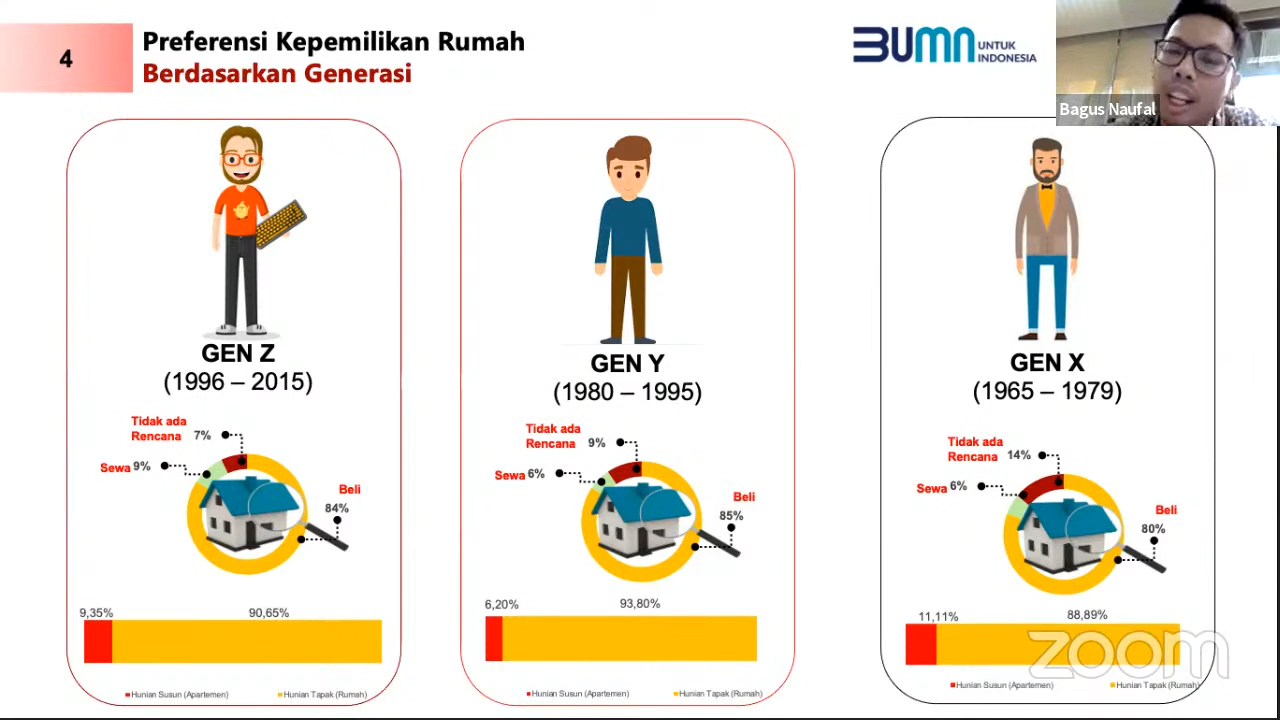 4
Preferensi Kepemilikan Rumah
Berdasarkan Generasi
BUMN UNTUK
INDONESIA
Bagus Naufal
GEN Z
(1996 – 2015)
Tidak ada
Rencana 7%
Sewa 9%
Beli
84%
9,35% 90,65%
Hunian Susun (Apartemen) Hunian Tapak (Rumah)
GEN Y
(1980 – 1995)
Tidak ada
Rencana 9%
Sewa 6%
Beli
85%
6,20% 93,80%
Hunian Susun (Apartemen) Hunian Tapak (Rumah)
GEN X
(1965 – 1979)
Tidak ada
Rencana 14%
Sewa 6%
Beli
80%
11,11% 88,89%
Hunian Susun (Apartemen) Hunian Tapak (Rumah)
zoom